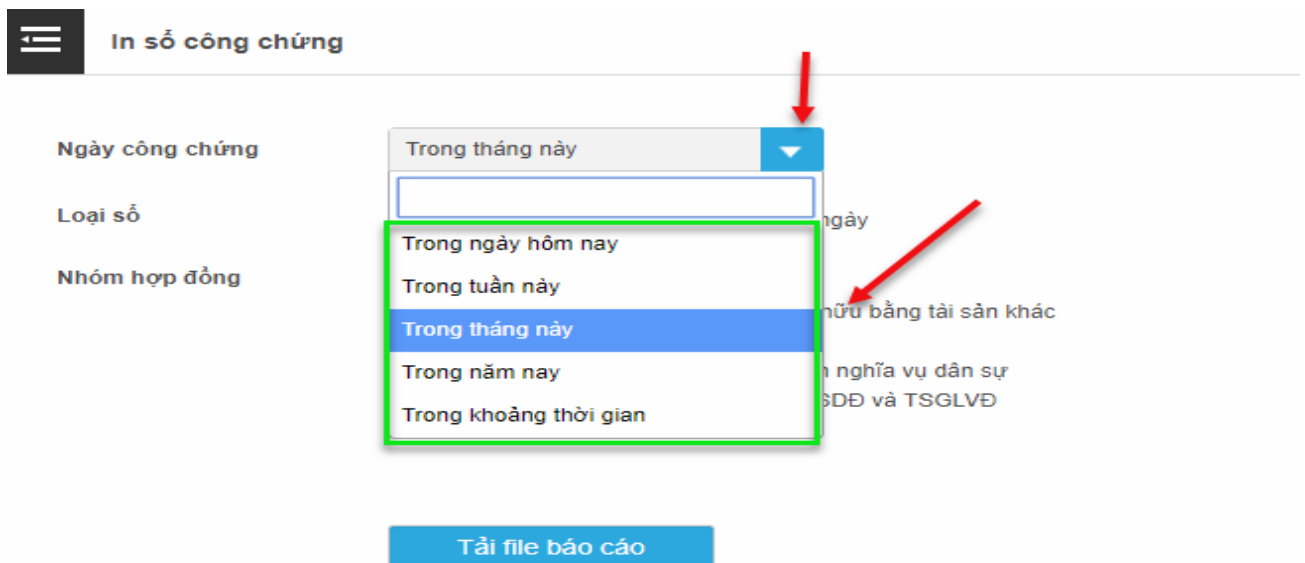 In sổ công chứng
Ngày công chứng
Trong tháng này
Loại sổ
ngày
Trong ngày hôm nay
Nhóm hợp đồng
Trong tuần này
bằng tài sản khác
Trong tháng này
Trong năm nay
nghĩa vụ dân sự
và TSGLVĐ
Trong khoảng thời gian
Tải file báo cáo